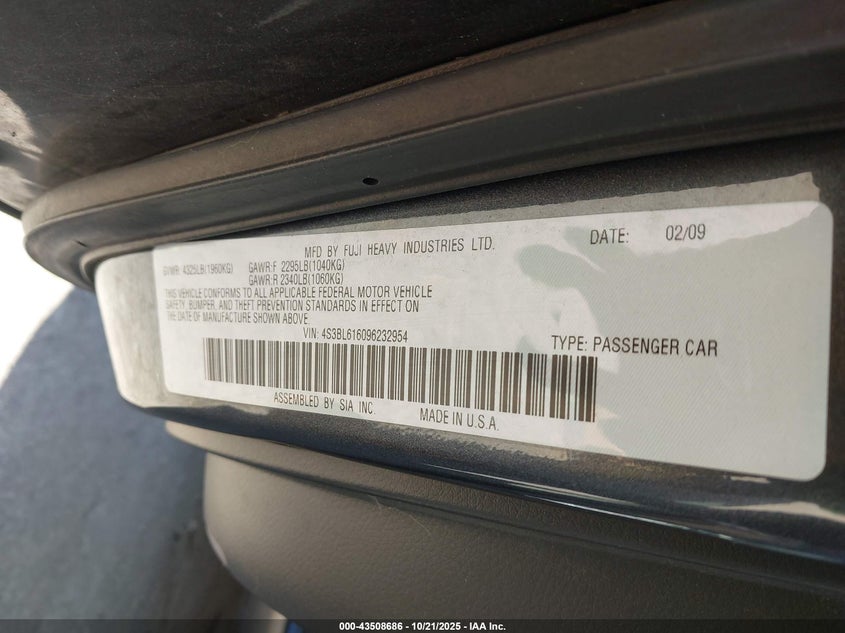 MFD BY FUJI HEAVY INDUSTRIES LTD. DATE: 02/09
GVWR: 4325LB(1960KG) GAWR:F 2295LB(1040KG)
GAWR:R 2340LB(1060KG)
THIS VEHICLE CONFORMS TO ALL APPLICABLE FEDERAL MOTOR VEHICLE
SAFETY, BUMPER, AND THEFT PREVENTION STANDARDS IN EFFECT ON
THE DATE OF MANUFACTURE SHOWN ABOVE.
VIN: 4S3BL616096232954 TYPE: PASSENGER CAR
ASSEMBLED BY SIA INC. MADE IN U.S.A.
000-43508686 - 10/21/2025 - IAA Inc.